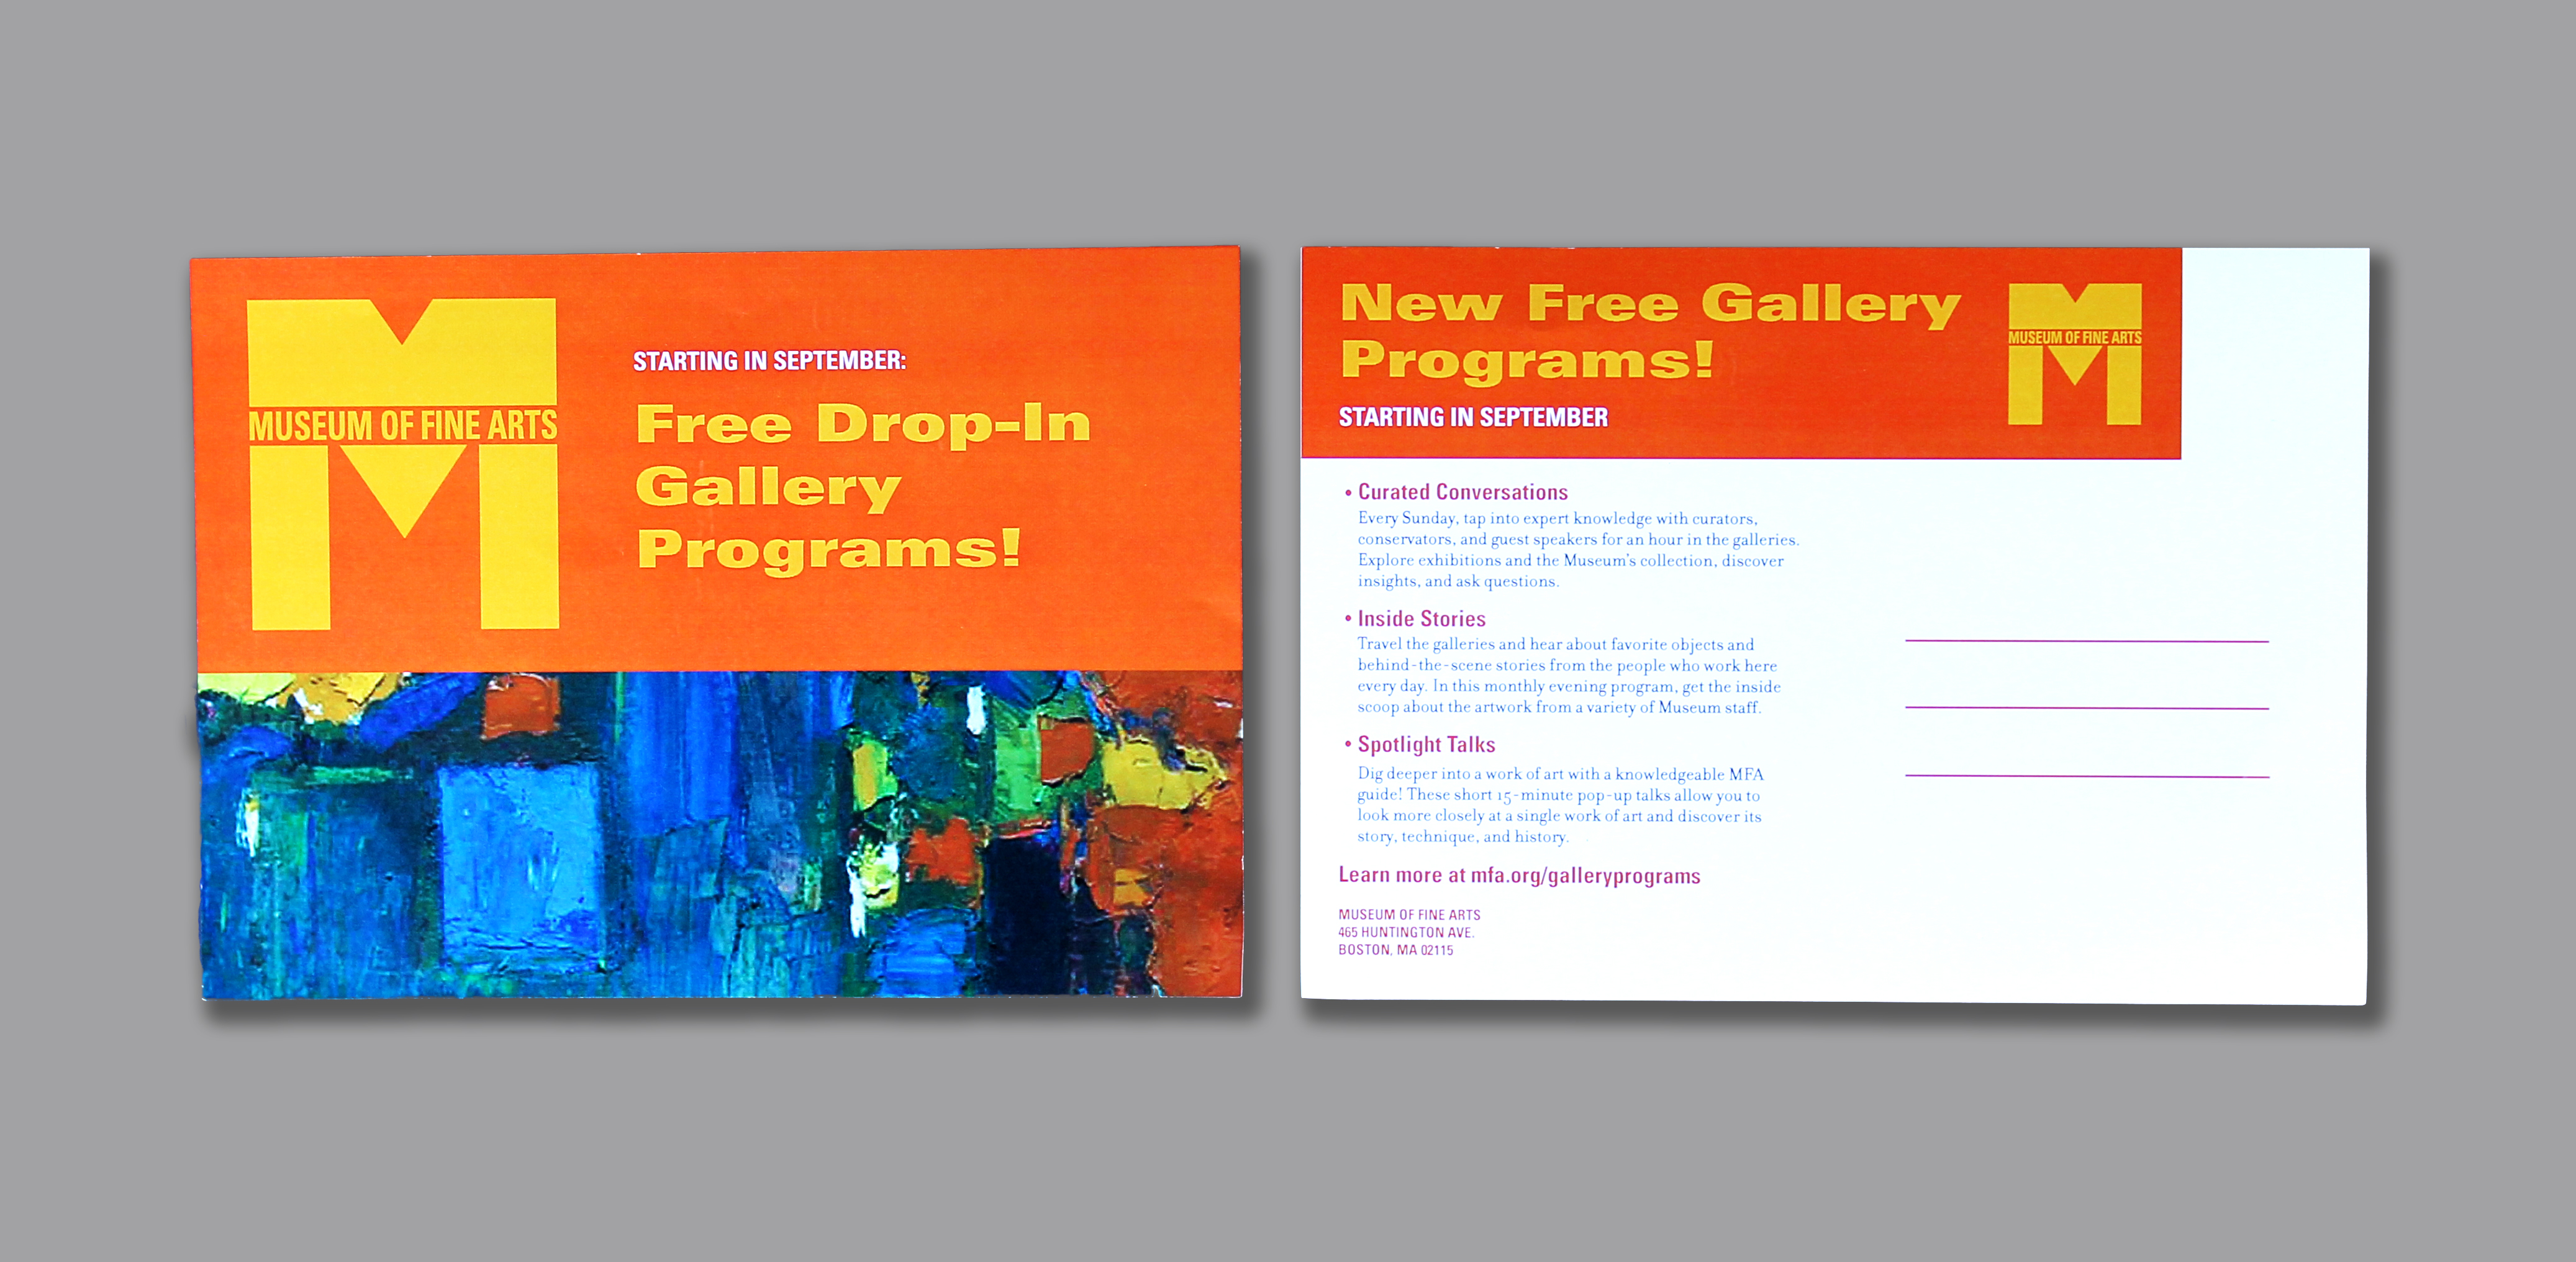 MUSEUM OF FINE ARTS
STARTING IN SEPTEMBER:
Free Drop-In
Gallery
Programs!
New Free Gallery
Programs!
STARTING IN SEPTEMBER
MUSEUM OF FINE ARTS
• Curated Conversations
Every Sunday, tap into expert knowledge with curators,
conservators, and guest speakers for an hour in the galleries.
Explore exhibitions and the Museum's collection, discover
insights, and ask questions.
• Inside Stories
Travel the galleries and hear about favorite objects and
behind-the-scene stories from the people who work here
every day. In this monthly evening program, get the inside
scoop about the artwork from a variety of Museum staff.
• Spotlight Talks
Dig deeper into a work of art with a knowledgeable MFA
guide! These short 15-minute pop-up talks allow you to
look more closely at a single work of art and discover its
story, technique, and history.
Learn more at mfa.org/galleryprograms
MUSEUM OF FINE ARTS
465 HUNTINGTON AVE.
BOSTON, MA 02115